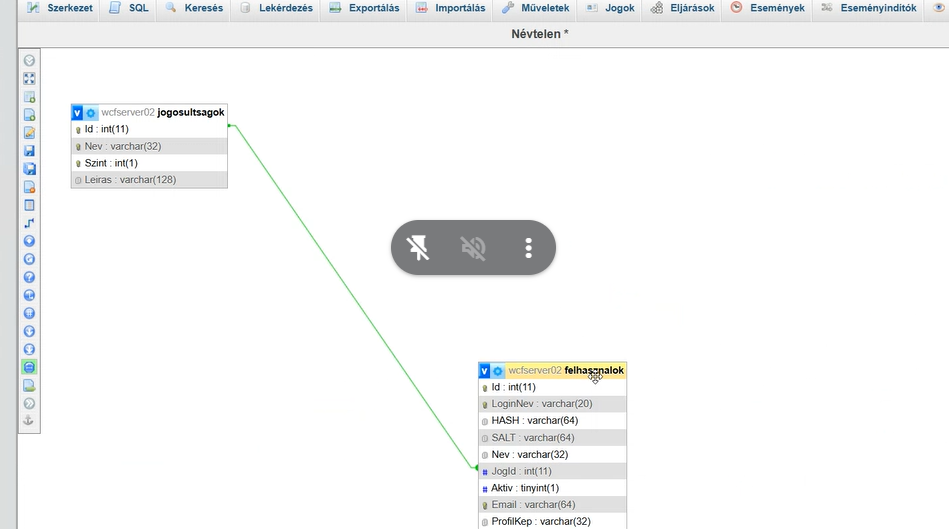 Szerkezet SQL Keresés Lekérdezés Exportálás Importálás Műveletek Jogok Eljárások Események Eseményindítók
Névtelen *
v wcfserver02 jogosultsagok
Id : int(11)
Nev : varchar(32)
Szint : int(1)
Leiras : varchar(128)
v wcfserver02 felhasznalok
Id : int(11)
LoginNev : varchar(20)
HASH : varchar(64)
SALT : varchar(64)
Nev : varchar(32)
# JogId : int(11)
# Aktiv : tinyint(1)
Email : varchar(64)
ProfilKep : varchar(32)